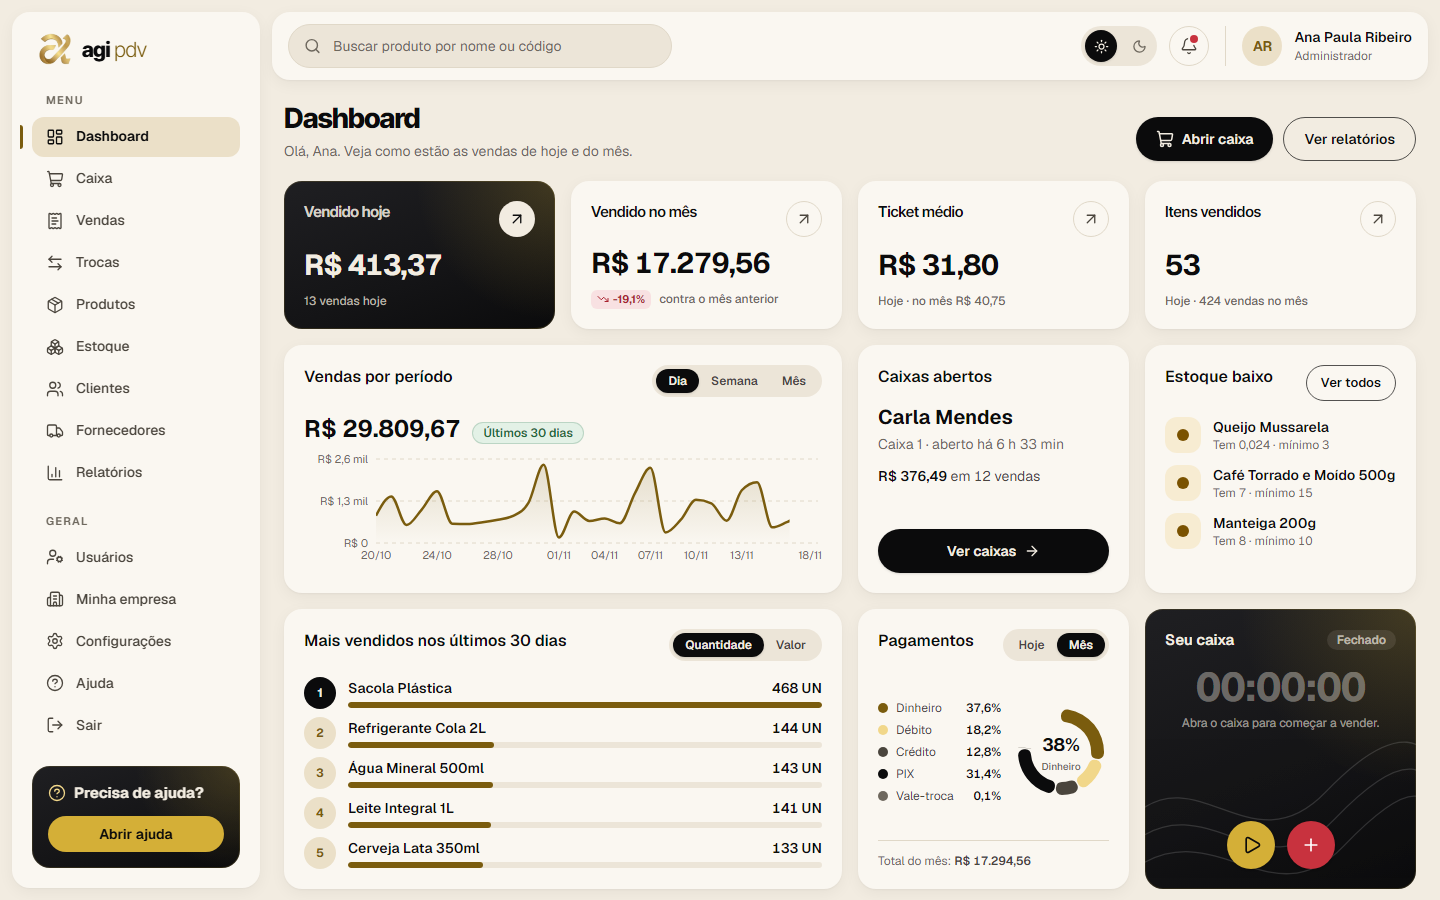 agi pdv
MENU
Dashboard
Caixa
Vendas
Trocas
Produtos
Estoque
Clientes
Fornecedores
Relatórios
GERAL
Usuários
Minha empresa
Configurações
Ajuda
Sair
Precisa de ajuda?
Abrir ajuda
Buscar produto por nome ou código
AR
Ana Paula Ribeiro
Administrador
Dashboard
Olá, Ana. Veja como estão as vendas de hoje e do mês.
Abrir caixa
Ver relatórios
Vendido hoje
R$ 413,37
13 vendas hoje
Vendido no mês
R$ 17.279,56
-19,1% contra o mês anterior
Ticket médio
R$ 31,80
Hoje · no mês R$ 40,75
Itens vendidos
53
Hoje · 424 vendas no mês
Vendas por período
Dia Semana Mês
R$ 29.809,67 Últimos 30 dias
R$ 2,6 mil
R$ 1,3 mil
R$ 0
20/10 24/10 28/10 01/11 04/11 07/11 10/11 13/11 18/11
Caixas abertos
Carla Mendes
Caixa 1 · aberto há 6 h 33 min
R$ 376,49 em 12 vendas
Ver caixas
Estoque baixo
Ver todos
Queijo Mussarela
Tem 0,024 · mínimo 3
Café Torrado e Moído 500g
Tem 7 · mínimo 15
Manteiga 200g
Tem 8 · mínimo 10
Mais vendidos nos últimos 30 dias
Quantidade Valor
1 Sacola Plástica 468 UN
2 Refrigerante Cola 2L 144 UN
3 Água Mineral 500ml 143 UN
4 Leite Integral 1L 141 UN
5 Cerveja Lata 350ml 133 UN
Pagamentos
Hoje Mês
Dinheiro 37,6%
Débito 18,2%
Crédito 12,8%
PIX 31,4%
Vale-troca 0,1%
38%
Dinheiro
Total do mês: R$ 17.294,56
Seu caixa
Fechado
00:00:00
Abra o caixa para começar a vender.